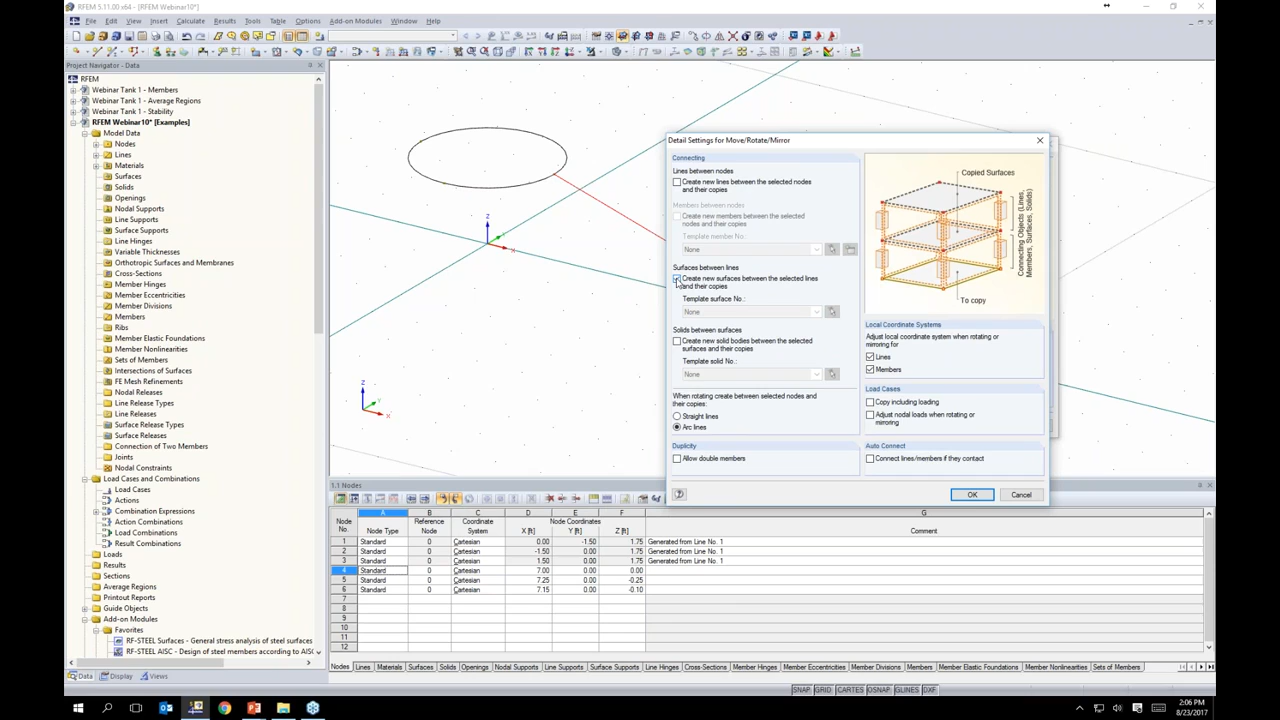 RFEM 5.11.00 x64 - [RFEM Webinar10*]
File Edit View Insert Calculate Results Tools Table Options Add-on Modules Window Help
Project Navigator - Data
RFEM
Webinar Tank 1 - Members
Webinar Tank 1 - Average Regions
Webinar Tank 1 - Stability
RFEM Webinar10* [Examples]
Model Data
Nodes
Lines
Materials
Surfaces
Solids
Openings
Nodal Supports
Line Supports
Surface Supports
Line Hinges
Variable Thicknesses
Orthotropic Surfaces and Membranes
Cross-Sections
Member Hinges
Member Eccentricities
Member Divisions
Members
Ribs
Member Elastic Foundations
Member Nonlinearities
Sets of Members
Intersections of Surfaces
FE Mesh Refinements
Nodal Releases
Line Release Types
Line Releases
Surface Release Types
Surface Releases
Connection of Two Members
Joints
Nodal Constraints
Load Cases and Combinations
Load Cases
Actions
Combination Expressions
Action Combinations
Load Combinations
Result Combinations
Loads
Results
Sections
Average Regions
Printout Reports
Guide Objects
Add-on Modules
Favorites
RF-STEEL Surfaces - General stress analysis of steel surfaces
RF-STEEL AISC - Design of steel members according to AISC
Data Display Views
Z
X
Z
Y
X
Detail Settings for Move/Rotate/Mirror
Connecting
Lines between nodes
Create new lines between the selected nodes
and their copies
Members between nodes
Create new members between the selected
nodes and their copies
Template member No.:
None
Surfaces between lines
Create new surfaces between the selected lines
and their copies
Template surface No.:
None
Solids between surfaces
Create new solid bodies between the selected
surfaces and their copies
Template solid No.:
None
When rotating create between selected nodes and
their copies:
Straight lines
Arc lines
Duplicity
Allow double members
Copied Surfaces
Connecting Objects (Lines,
Members, Surfaces, Solids)
To copy
Local Coordinate Systems
Adjust local coordinate system when rotating or
mirroring for
Lines
Members
Load Cases
Copy including loading
Adjust nodal loads when rotating or
mirroring
Auto Connect
Connect lines/members if they contact
OK Cancel
1.1 Nodes
A B C D E F G
Node Reference Coordinate Node Coordinates
No. Node Type Node System X [ft] Y [ft] Z [ft] Comment
1 Standard 0 Cartesian 0.00 -1.50 1.75 Generated from Line No. 1
2 Standard 0 Cartesian -1.50 0.00 1.75 Generated from Line No. 1
3 Standard 0 Cartesian 1.50 0.00 1.75 Generated from Line No. 1
4 Standard 0 Cartesian 7.00 0.00 0.00
5 Standard 0 Cartesian 7.25 0.00 -0.25
6 Standard 0 Cartesian 7.15 0.00 -0.10
7
8
9
10
11
12
Nodes Lines Materials Surfaces Solids Openings Nodal Supports Line Supports Surface Supports Line Hinges Cross-Sections Member Hinges Member Eccentricities Member Divisions Members Member Elastic Foundations Member Nonlinearities Sets of Members
SNAP GRID CARTES OSNAP GLINES DXF
2:06 PM
8/23/2017